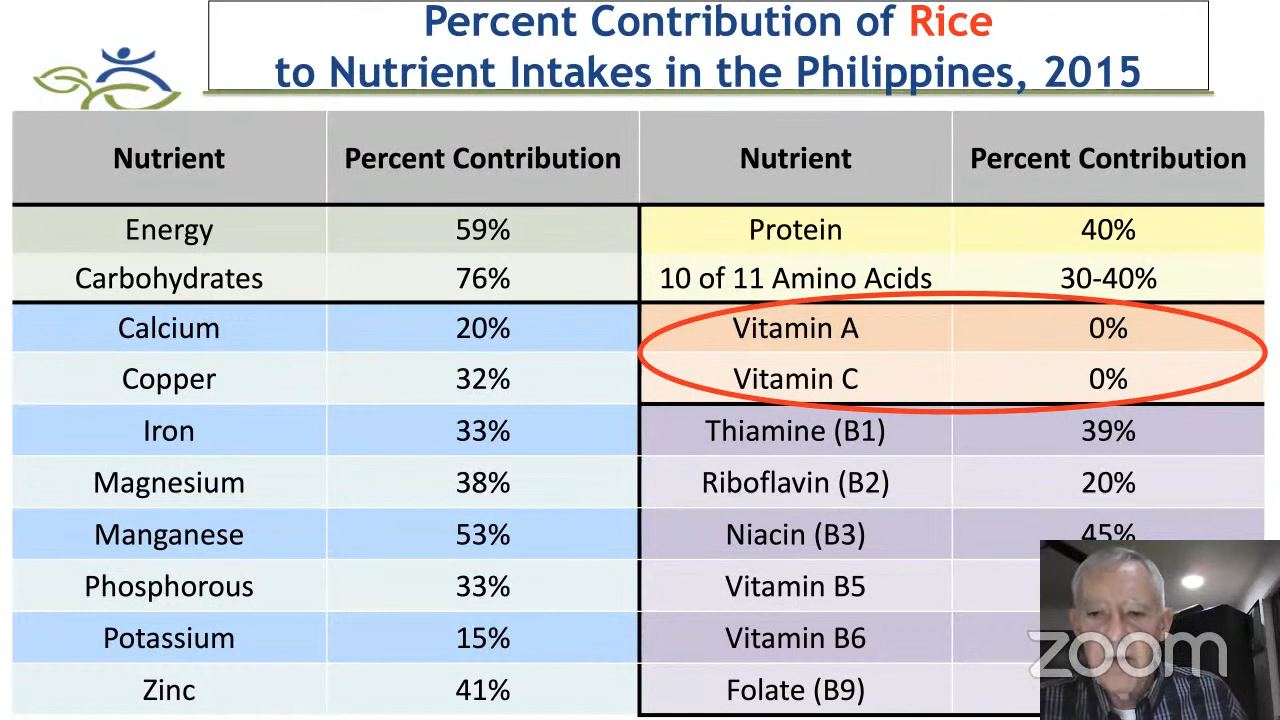 Percent Contribution of Rice
to Nutrient Intakes in the Philippines, 2015
Nutrient Percent Contribution Nutrient Percent Contribution
Energy 59% Protein 40%
Carbohydrates 76% 10 of 11 Amino Acids 30-40%
Calcium 20% Vitamin A 0%
Copper 32% Vitamin C 0%
Iron 33% Thiamine (B1) 39%
Magnesium 38% Riboflavin (B2) 20%
Manganese 53% Niacin (B3) 45%
Phosphorous 33% Vitamin B5
Potassium 15% Vitamin B6
Zinc 41% Folate (B9)
zoom